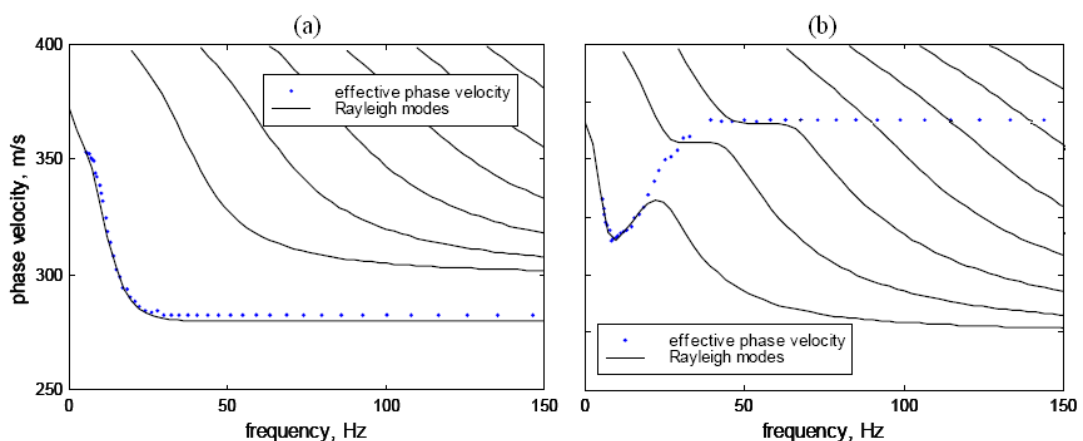 (a)
(b)
400
350
300
250
phase velocity, m/s
effective phase velocity
Rayleigh modes
effective phase velocity
Rayleigh modes
0
50
100
150
0
50
100
150
frequency, Hz
frequency, Hz